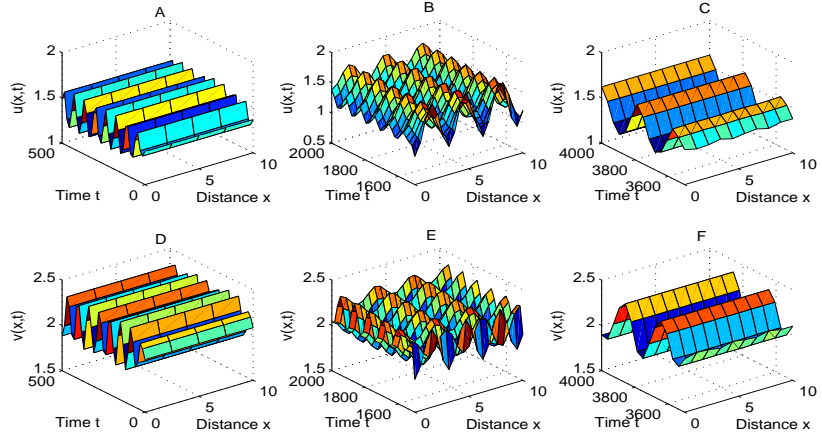 A
B
C
2
1.5
1
u(x,t)
500
0
Time t
0
5
10
Distance x
2
1.5
1
0.5
u(x,t)
2000
1800
1600
Time t
0
5
10
Distance x
2
1.5
1
u(x,t)
4000
3800
3600
Time t
0
5
10
Distance x
D
E
F
2.5
2
1.5
v(x,t)
500
0
Time t
0
5
10
Distance x
2.5
2
1.5
v(x,t)
2000
1800
1600
Time t
0
5
10
Distance x
2.5
2
1.5
v(x,t)
4000
3800
3600
Time t
0
5
10
Distance x